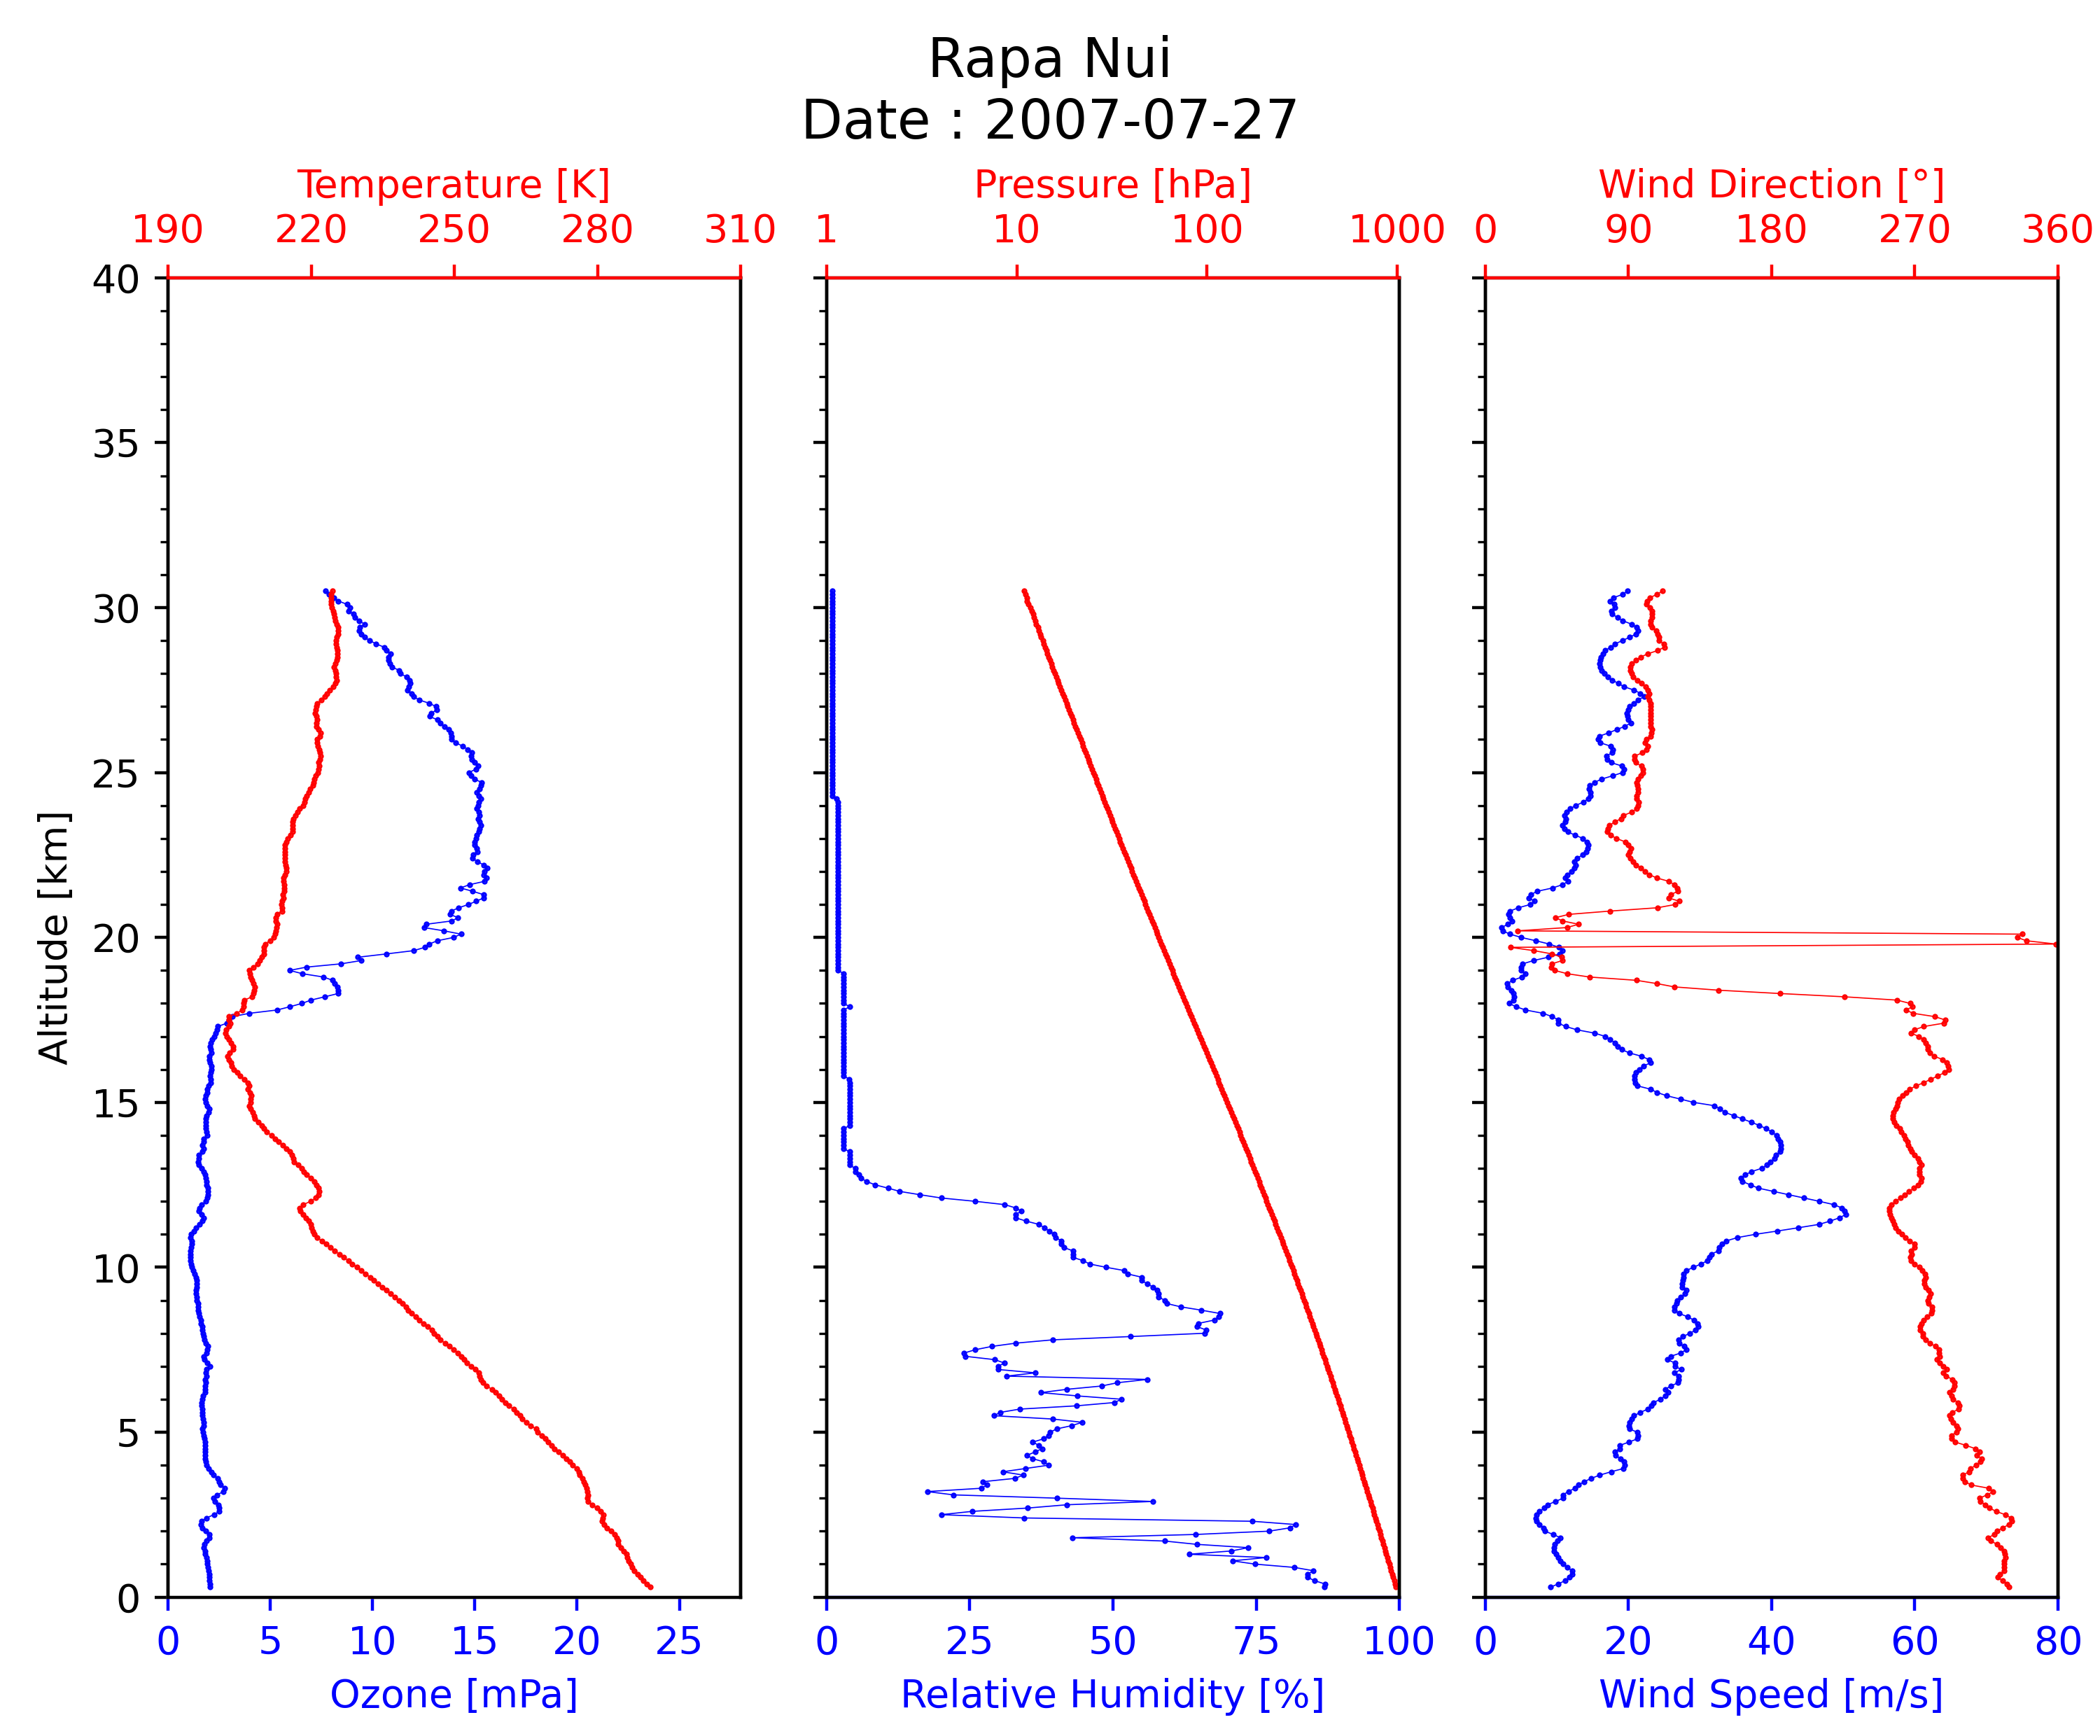 Rapa Nui
Date : 2007-07-27
Temperature [K] Pressure [hPa] Wind Direction [°]
190 220 250 280 310 1 10 100 1000 0 90 180 270 360
40
35
30
25
20
15
10
5
0
Altitude [km]
0 5 10 15 20 25 0 25 50 75 100 0 20 40 60 80
Ozone [mPa] Relative Humidity [%] Wind Speed [m/s]